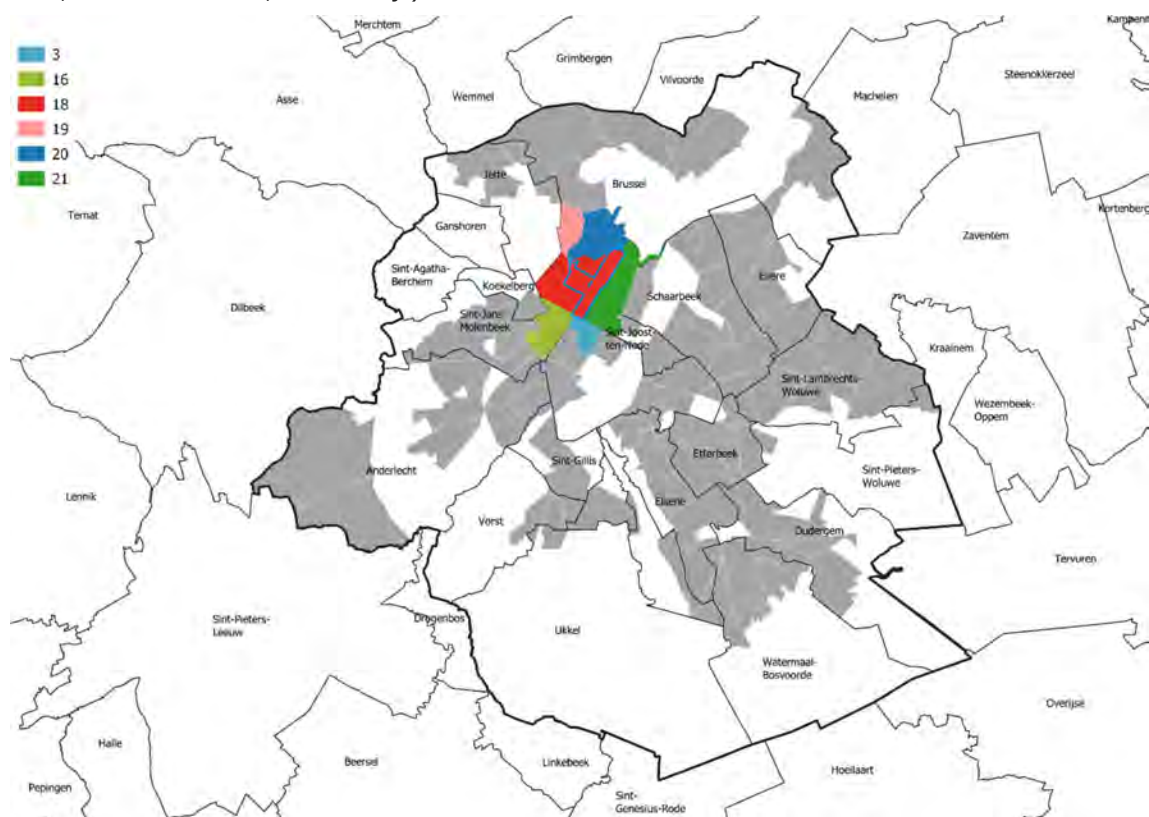 Merchtem
Kampenh
Grimbergen
3
16
18
19
20
21
Vilvoorde
Steenokkerzeel
Asse
Wemmel
Machelen
Jette
Brussel
Ternat
Kortenberg
Ganshoren
Zaventem
Sint-Agatha-
Berchem
Evere
Koekelberg
Schaarbeek
Dilbeek
Sint-Jans-
Molenbeek
Sint-Joost-
ten-Node
Kraainem
Sint-Lambrechts-
Woluwe
Wezembeek-
Oppem
Etterbeek
Sint-Gillis
Anderlecht
Sint-Pieters-
Woluwe
Lennik
Elsene
Vorst
Oudergem
Tervuren
Sint-Pieters-
Leeuw
Drogenbos
Ukkel
Watermaal-
Bosvoorde
Overijse
Halle
Beersel
Linkebeek
Hoeilaart
Pepingen
Sint-
Genesius-Rode